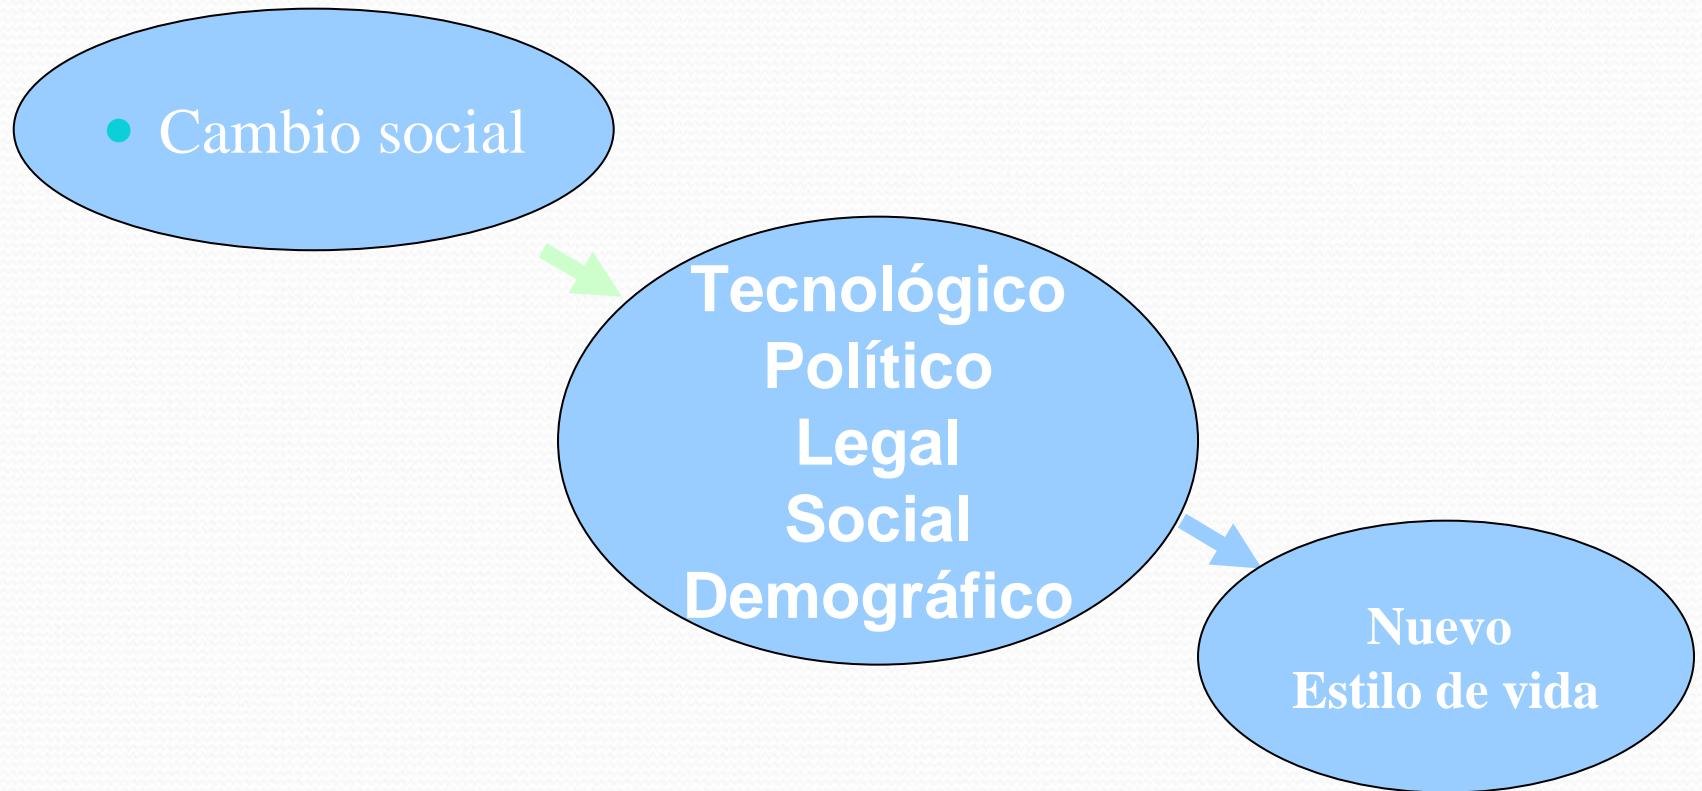 • Cambio social
Tecnológico
Político
Legal
Social
Demográfico
Nuevo
Estilo de vida